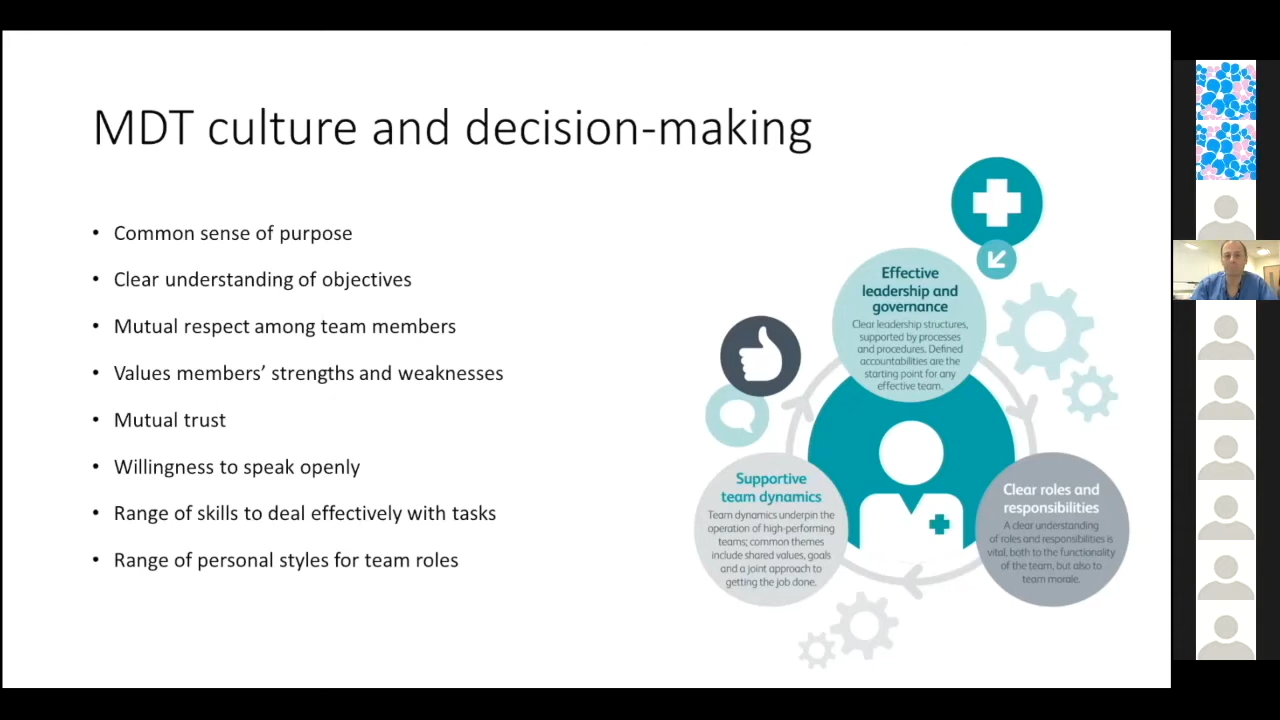 MDT culture and decision-making
• Common sense of purpose
• Clear understanding of objectives
• Mutual respect among team members
• Values members’ strengths and weaknesses
• Mutual trust
• Willingness to speak openly
• Range of skills to deal effectively with tasks
• Range of personal styles for team roles
Effective
leadership and
governance
Clear leadership structures,
supported by processes
and procedures. Defined
accountabilities are the
starting point for any
effective team.
Supportive
team dynamics
Team dynamics underpin the
operation of high-performing
teams; common themes
include shared values, goals
and a joint approach to
getting the job done.
Clear roles and
responsibilities
A clear understanding
of roles and responsibilities is
vital, both to the functionality
of the team, but also to
team morale.